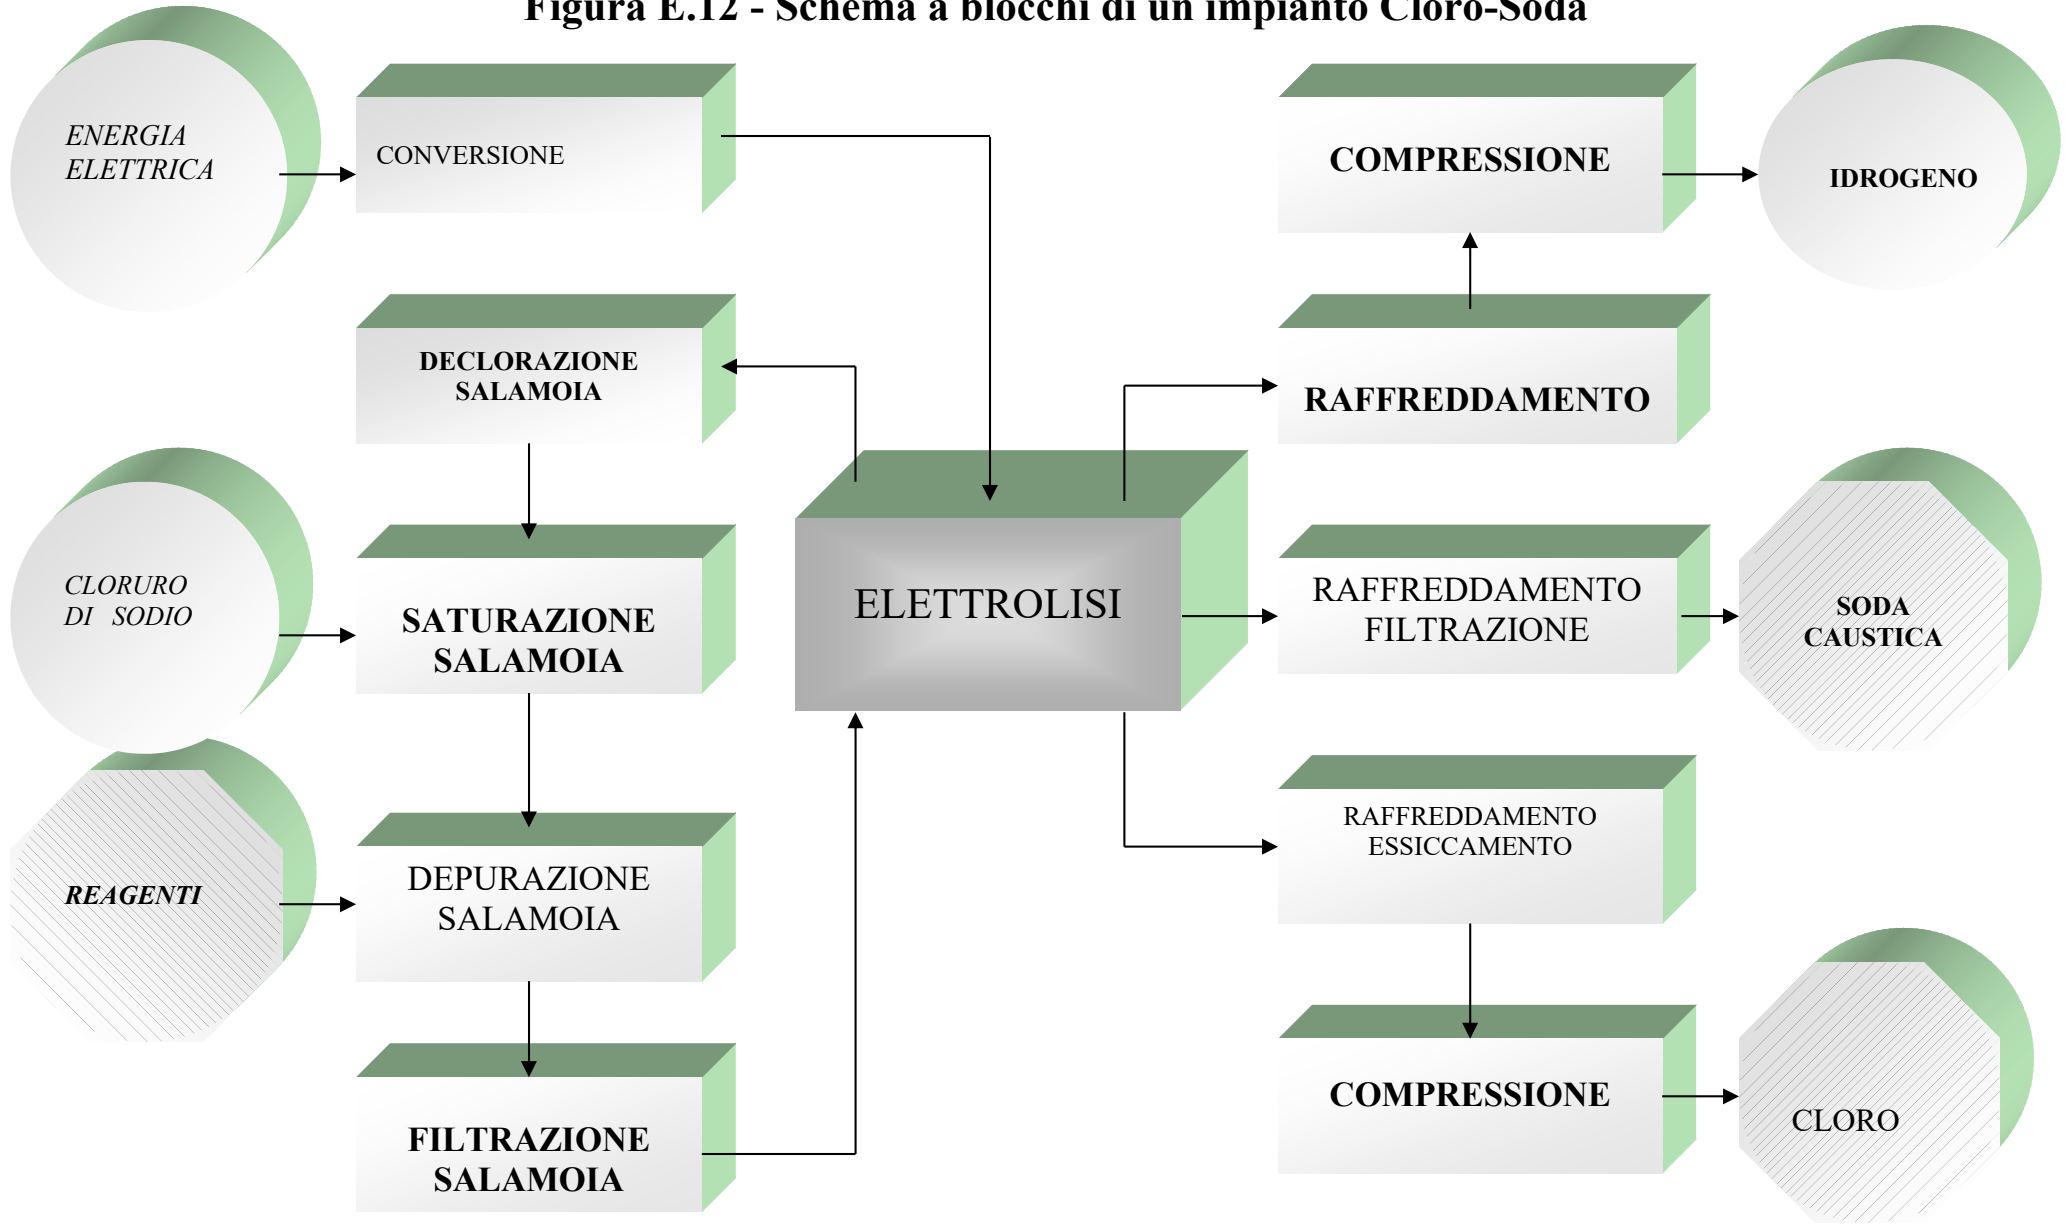 Figura E.12 - Schema a blocchi di un impianto Cloro-Soda
ENERGIA
ELETTRICA
CONVERSIONE
COMPRESSIONE
IDROGENO
DECLORAZIONE
SALAMOIA
RAFFREDDAMENTO
CLORURO
DI SODIO
SATURAZIONE
SALAMOIA
ELETTROLISI
RAFFREDDAMENTO
FILTRAZIONE
SODA
CAUSTICA
REAGENTI
DEPURAZIONE
SALAMOIA
RAFFREDDAMENTO
ESSICCAMENTO
FILTRAZIONE
SALAMOIA
COMPRESSIONE
CLORO